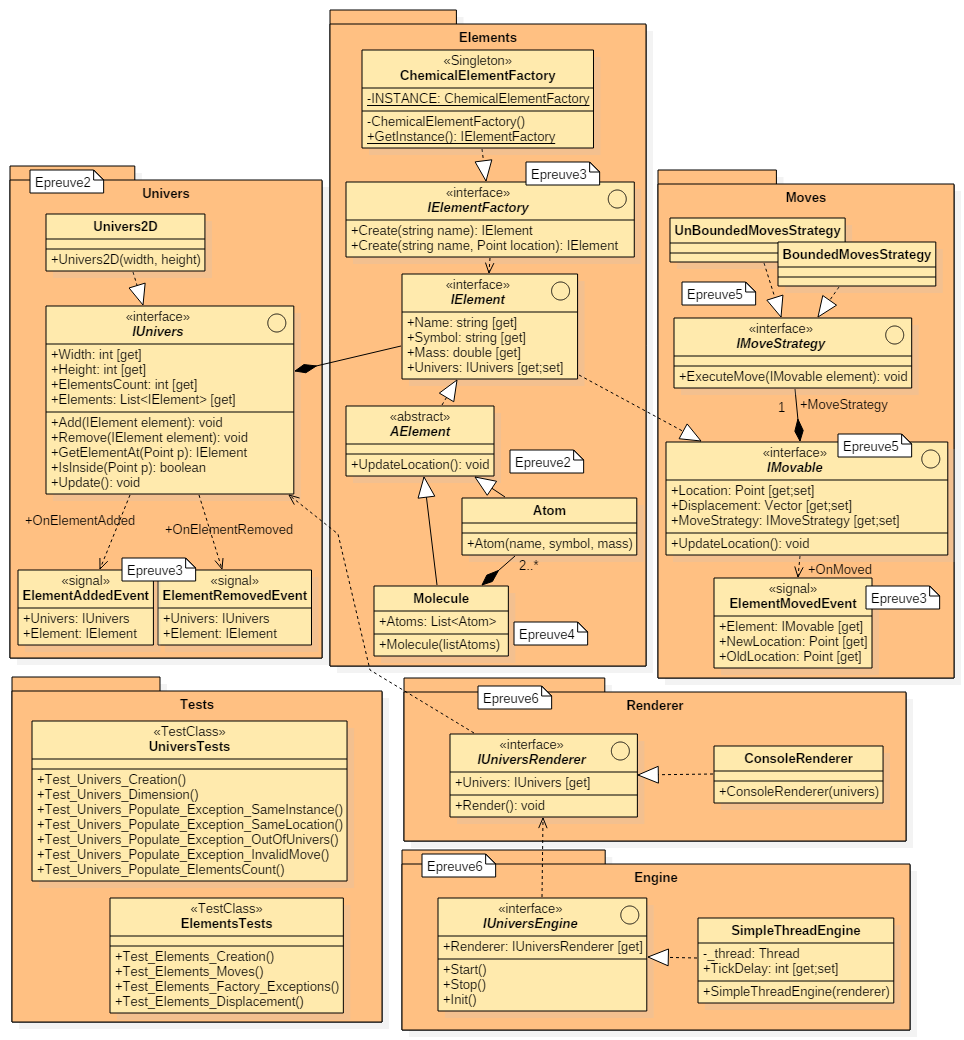 Elements
«Singleton»
ChemicalElementFactory
-INSTANCE: ChemicalElementFactory
-ChemicalElementFactory()
+GetInstance(): IElementFactory
Epreuve3
«interface»
IElementFactory
+Create(string name): IElement
+Create(string name, Point location): IElement
«interface»
IElement
+Name: string [get]
+Symbol: string [get]
+Mass: double [get]
+Univers: IUnivers [get;set]
«abstract»
AElement
+UpdateLocation(): void
Epreuve2
Atom
+Atom(name, symbol, mass)
2..*
Molecule
+Atoms: List<Atom>
+Molecule(listAtoms)
Epreuve4
Epreuve2
Univers
Univers2D
+Univers2D(width, height)
«interface»
IUnivers
+Width: int [get]
+Height: int [get]
+ElementsCount: int [get]
+Elements: List<IElement> [get]
+Add(IElement element): void
+Remove(IElement element): void
+GetElementAt(Point p): IElement
+IsInside(Point p): boolean
+Update(): void
+OnElementAdded
+OnElementRemoved
Epreuve3
«signal»
ElementAddedEvent
+Univers: IUnivers
+Element: IElement
«signal»
ElementRemovedEvent
+Univers: IUnivers
+Element: IElement
Moves
UnBoundedMovesStrategy
BoundedMovesStrategy
Epreuve5
«interface»
IMoveStrategy
+ExecuteMove(IMovable element): void
1
+MoveStrategy
Epreuve5
«interface»
IMovable
+Location: Point [get;set]
+Displacement: Vector [get;set]
+MoveStrategy: IMoveStrategy [get;set]
+UpdateLocation(): void
+OnMoved
«signal»
ElementMovedEvent
+Element: IMovable [get]
+NewLocation: Point [get]
+OldLocation: Point [get]
Epreuve3
Tests
«TestClass»
UniversTests
+Test_Univers_Creation()
+Test_Univers_Dimension()
+Test_Univers_Populate_Exception_SameInstance()
+Test_Univers_Populate_Exception_SameLocation()
+Test_Univers_Populate_Exception_OutOfUnivers()
+Test_Univers_Populate_Exception_InvalidMove()
+Test_Univers_Populate_ElementsCount()
«TestClass»
ElementsTests
+Test_Elements_Creation()
+Test_Elements_Moves()
+Test_Elements_Factory_Exceptions()
+Test_Elements_Displacement()
Epreuve6
Renderer
«interface»
IUniversRenderer
+Univers: IUnivers [get]
+Render(): void
ConsoleRenderer
+ConsoleRenderer(univers)
Epreuve6
Engine
«interface»
IUniversEngine
+Renderer: IUniversRenderer [get]
+Start()
+Stop()
+Init()
SimpleThreadEngine
-_thread: Thread
+TickDelay: int [get;set]
+SimpleThreadEngine(renderer)